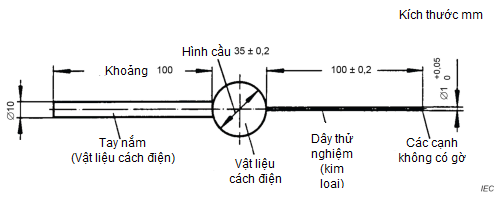 Kích thước mm
Hình cầu 35 ± 0,2
Khoảng 100
100 ± 0,2
+0,05
Ø1 0
Ø10
Tay nắm
(Vật liệu cách điện)
Vật liệu
cách điện
Dây thử
nghiệm
(kim
loại)
Các cạnh
không có gờ
IEC